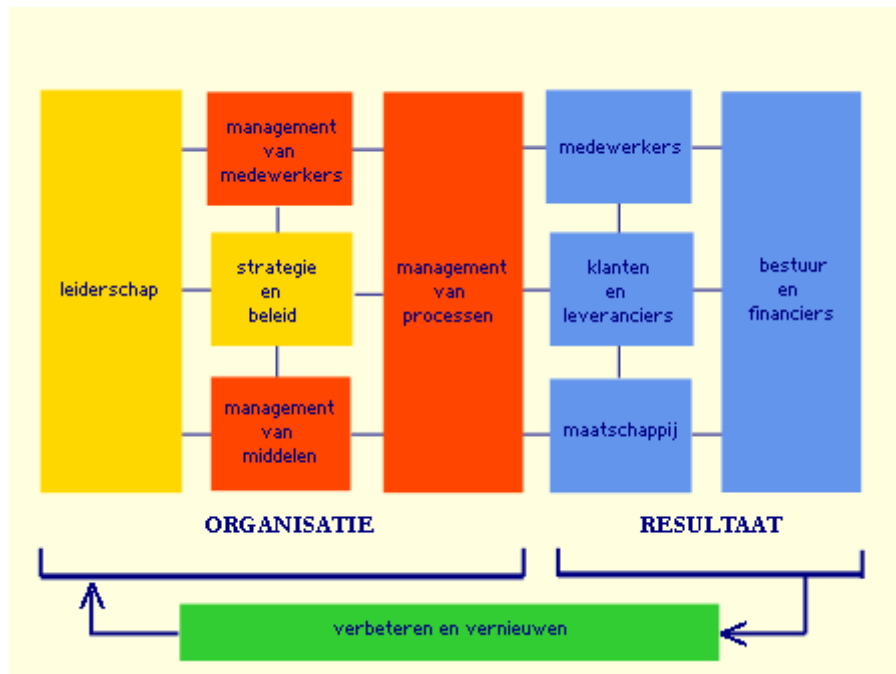 leiderschap
management
van
medewerkers
strategie
en
beleid
management
van
middelen
management
van
processen
medewerkers
klanten
en
leveranciers
maatschappij
bestuur
en
financiers
ORGANISATIE
RESULTAAT
verbeteren en vernieuwen